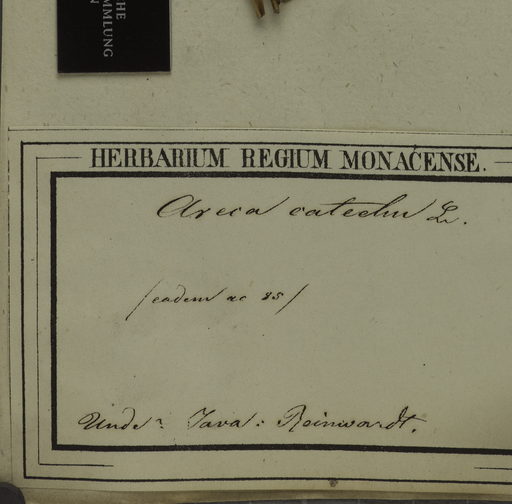 HE
MMLUNG
N
HERBARIUM REGIUM MONACENSE.
Areca catechu L.
/eadem ac 85/
Unde? Java: Reinwardt.